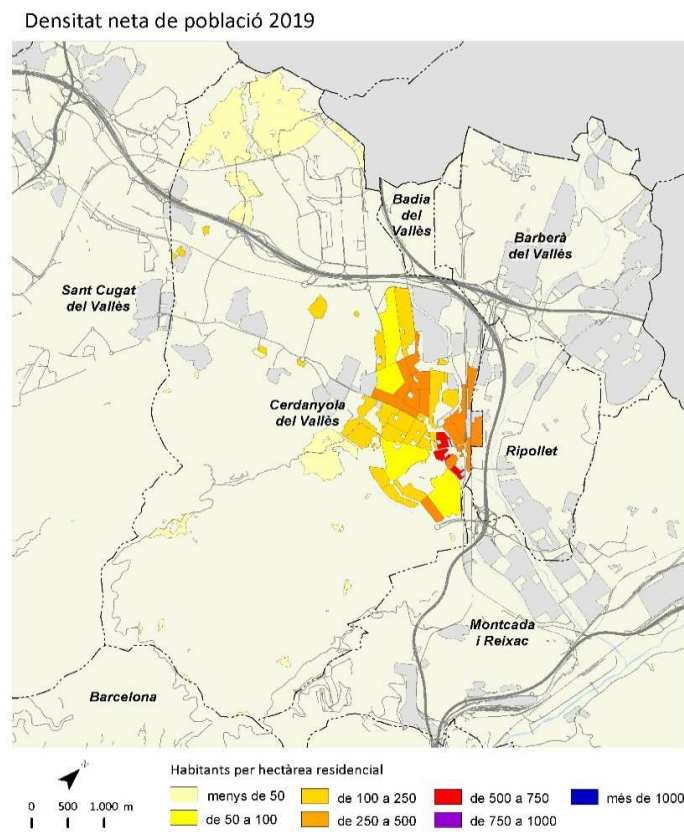 Densitat neta de població 2019
Badia
del
Vallès
Barberà
del Vallès
Sant Cugat
del Vallès
Cerdanyola
del Vallès
Ripollet
Montcada
i Reixac
Barcelona
Habitants per hectàrea residencial
menys de 50
de 100 a 250
de 500 a 750
més de 1000
de 50 a 100
de 250 a 500
de 750 a 1000
0 500 1.000 m